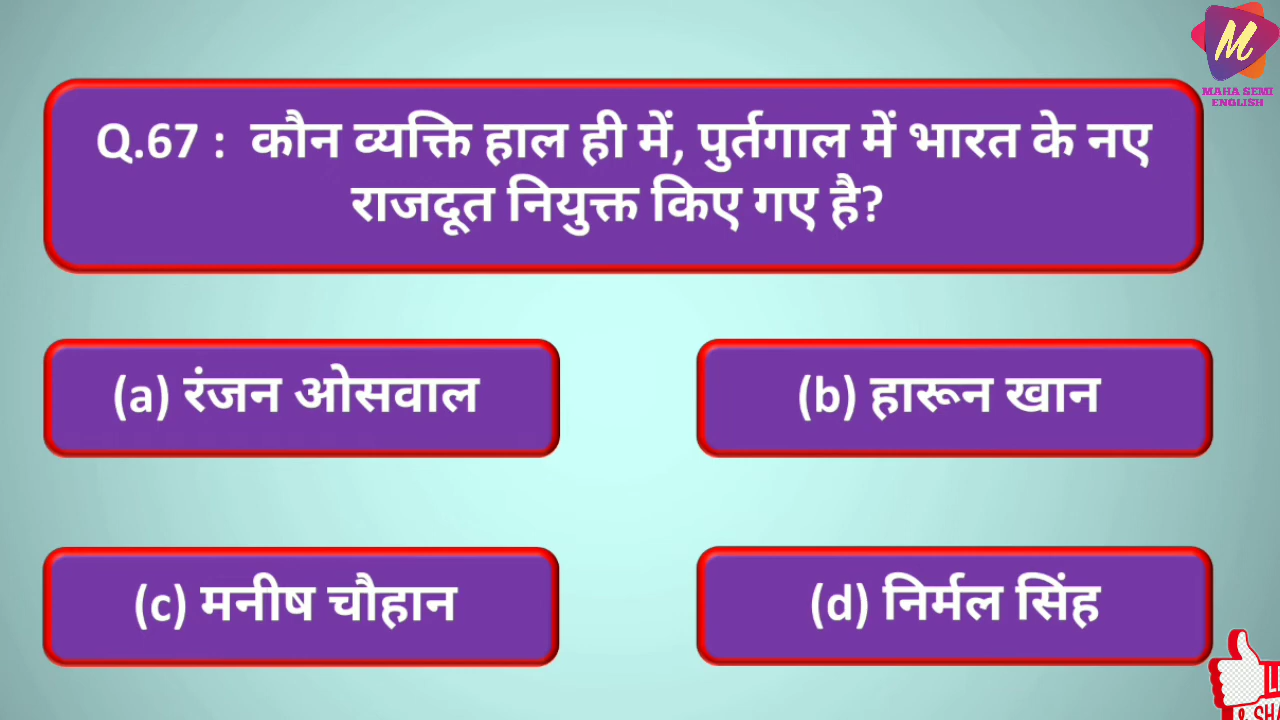 Q.67 : कौन व्यक्ति हाल ही में, पुर्तगाल में भारत के नए
राजदूत नियुक्त किए गए है?
(a) रंजन ओसवाल
(b) हारून खान
(c) मनीष चौहान
(d) निर्मल सिंह
M
MAHA SEMI
ENGLISH